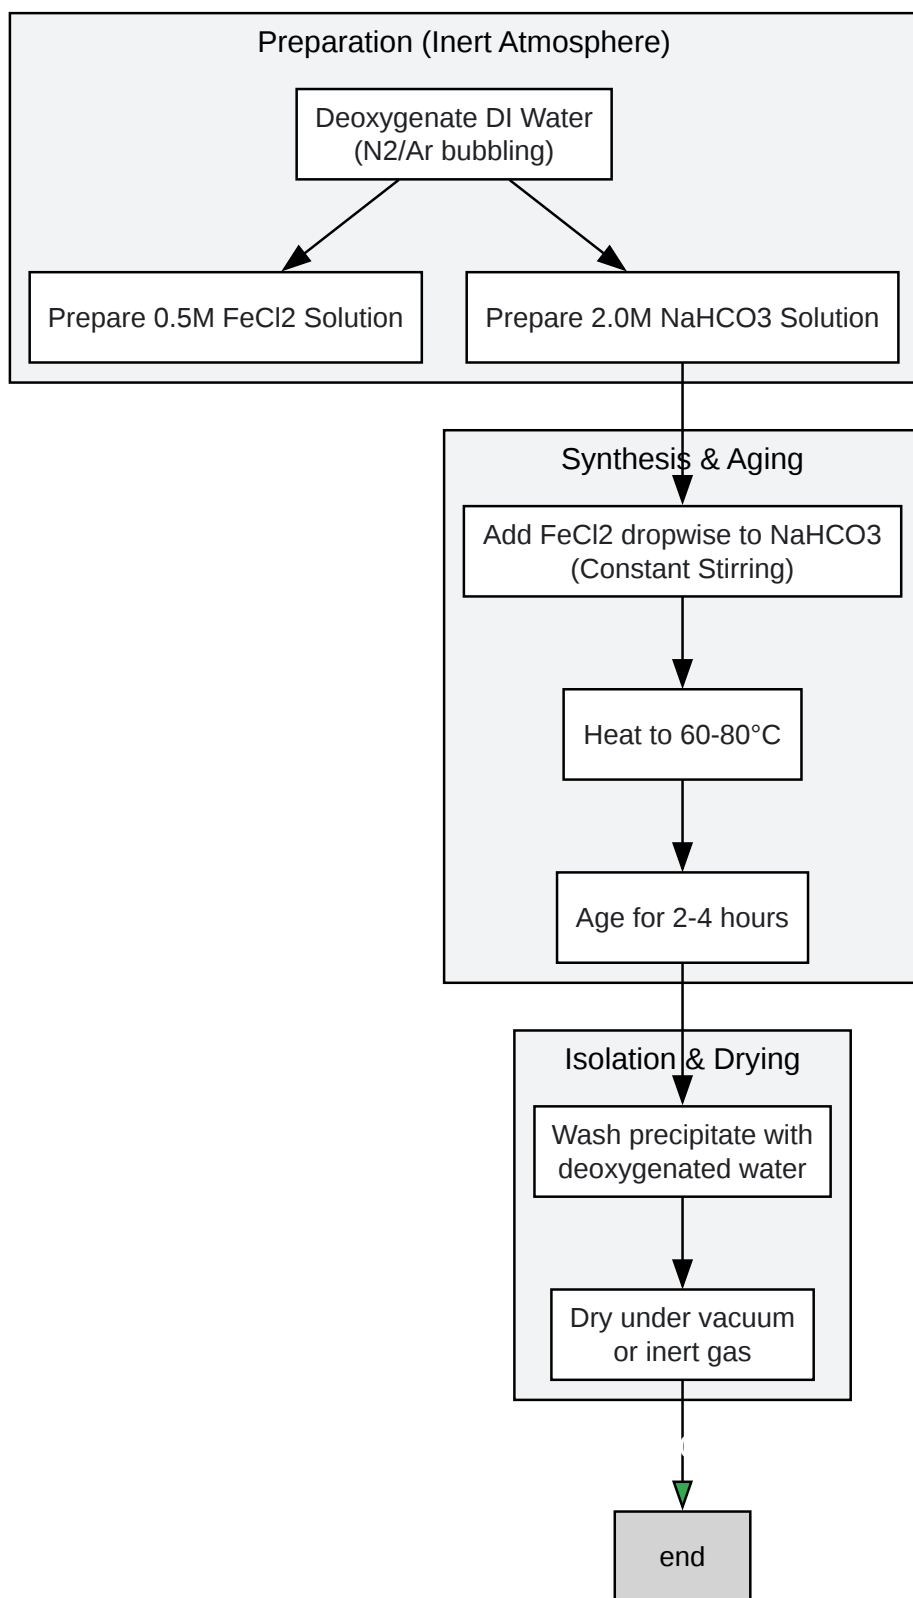 Preparation (Inert Atmosphere)
Deoxygenate DI Water
(N2/Ar bubbling)
Prepare 0.5M FeCl2 Solution
Prepare 2.0M NaHCO3 Solution
Synthesis & Aging
Add FeCl2 dropwise to NaHCO3
(Constant Stirring)
Heat to 60-80°C
Age for 2-4 hours
Isolation & Drying
Wash precipitate with
deoxygenated water
Dry under vacuum
or inert gas
end